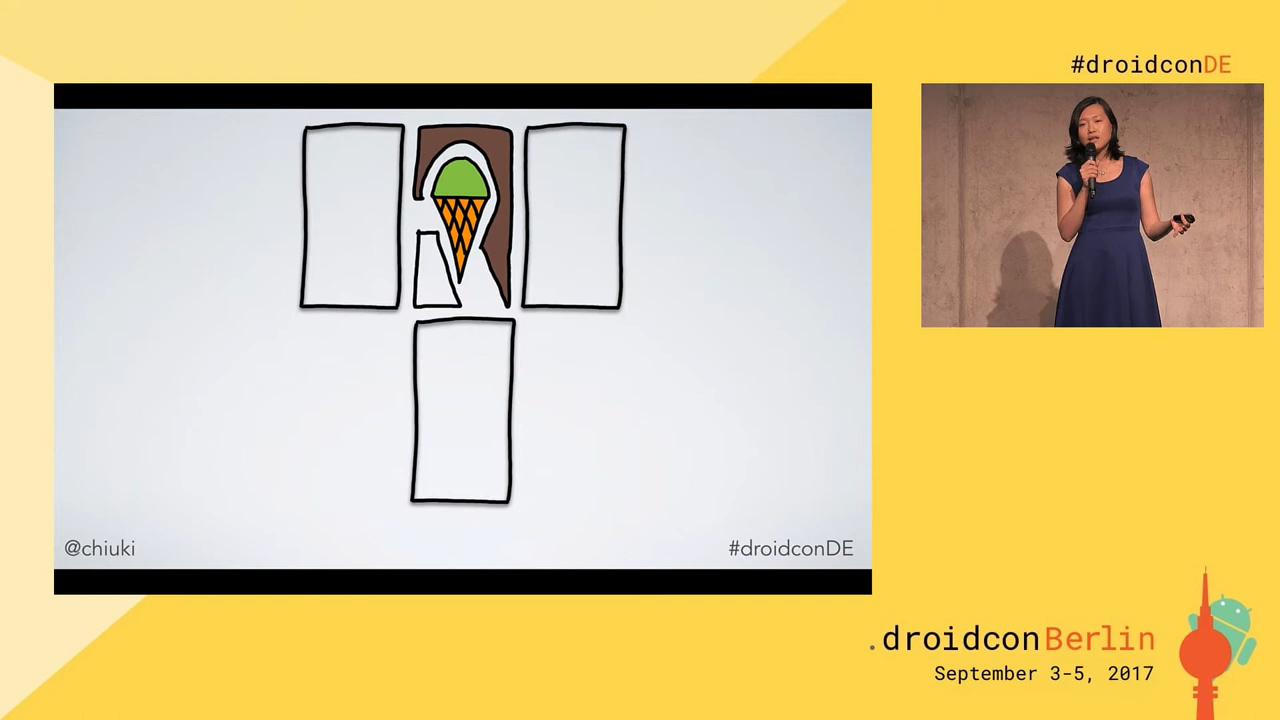 #droidconDE
@chiuki
#droidconDE
.droidconBerlin
September 3-5, 2017